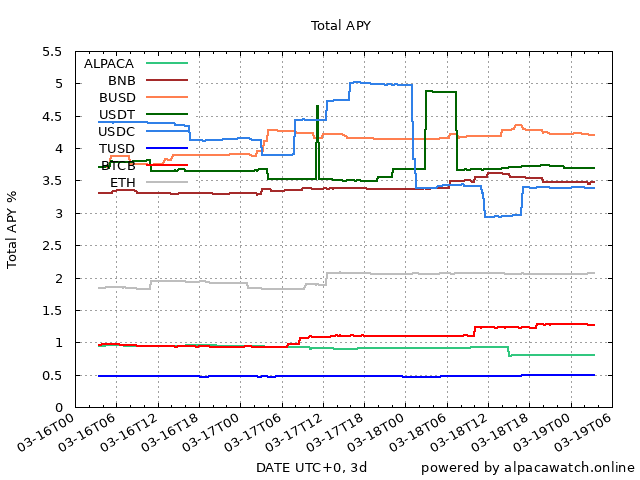 Total APY
Total APY %
5.5
5
4.5
4
3.5
3
2.5
2
1.5
1
0.5
0
ALPACA
BNB
BUSD
USDT
USDC
TUSD
BTCB
ETH
03-16T00
03-16T06
03-16T12
03-16T18
03-17T00
03-17T06
03-17T12
03-17T18
03-18T00
03-18T06
03-18T12
03-18T18
03-19T00
03-19T06
DATE UTC+0, 3d
powered by alpacawatch.online